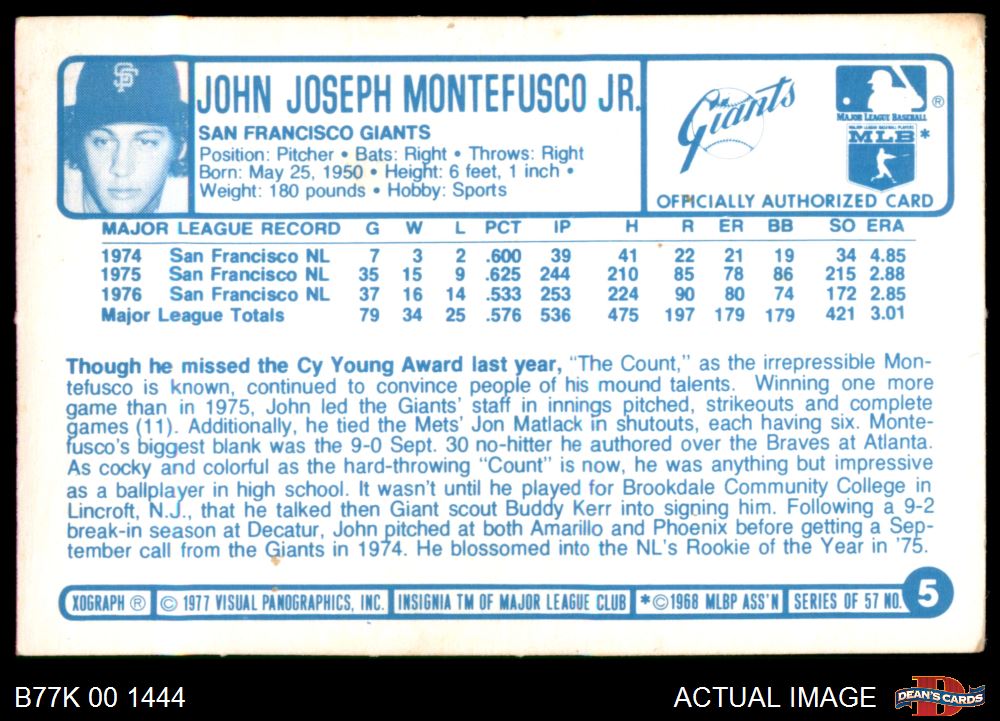 SF
JOHN JOSEPH MONTEFUSCO JR.
SAN FRANCISCO GIANTS
Position: Pitcher • Bats: Right • Throws: Right
Born: May 25, 1950 • Height: 6 feet, 1 inch •
Weight: 180 pounds • Hobby: Sports
Giants
MAJOR LEAGUE BASEBALL ®
MAJOR LEAGUE BASEBALL PLAYERS
MLB *
OFFICIALLY AUTHORIZED CARD
MAJOR LEAGUE RECORD G W L PCT IP H R ER BB SO ERA
1974 San Francisco NL 7 3 2 .600 39 41 22 21 19 34 4.85
1975 San Francisco NL 35 15 9 .625 244 210 85 78 86 215 2.88
1976 San Francisco NL 37 16 14 .533 253 224 90 80 74 172 2.85
Major League Totals 79 34 25 .576 536 475 197 179 179 421 3.01
Though he missed the Cy Young Award last year, “The Count,” as the irrepressible Mon-
tefusco is known, continued to convince people of his mound talents. Winning one more
game than in 1975, John led the Giants’ staff in innings pitched, strikeouts and complete
games (11). Additionally, he tied the Mets’ Jon Matlack in shutouts, each having six. Monte-
fusco’s biggest blank was the 9-0 Sept. 30 no-hitter he authored over the Braves at Atlanta.
As cocky and colorful as the hard-throwing “Count” is now, he was anything but impressive
as a ballplayer in high school. It wasn’t until he played for Brookdale Community College in
Lincroft, N.J., that he talked then Giant scout Buddy Kerr into signing him. Following a 9-2
break-in season at Decatur, John pitched at both Amarillo and Phoenix before getting a Sep-
tember call from the Giants in 1974. He blossomed into the NL’s Rookie of the Year in ’75.
XOGRAPH ® © 1977 VISUAL PANOGRAPHICS, INC. INSIGNIA TM OF MAJOR LEAGUE CLUB *©1968 MLBP ASS'N SERIES OF 57 NO. 5
B77K 00 1444
ACTUAL IMAGE
D
DEAN'S CARDS